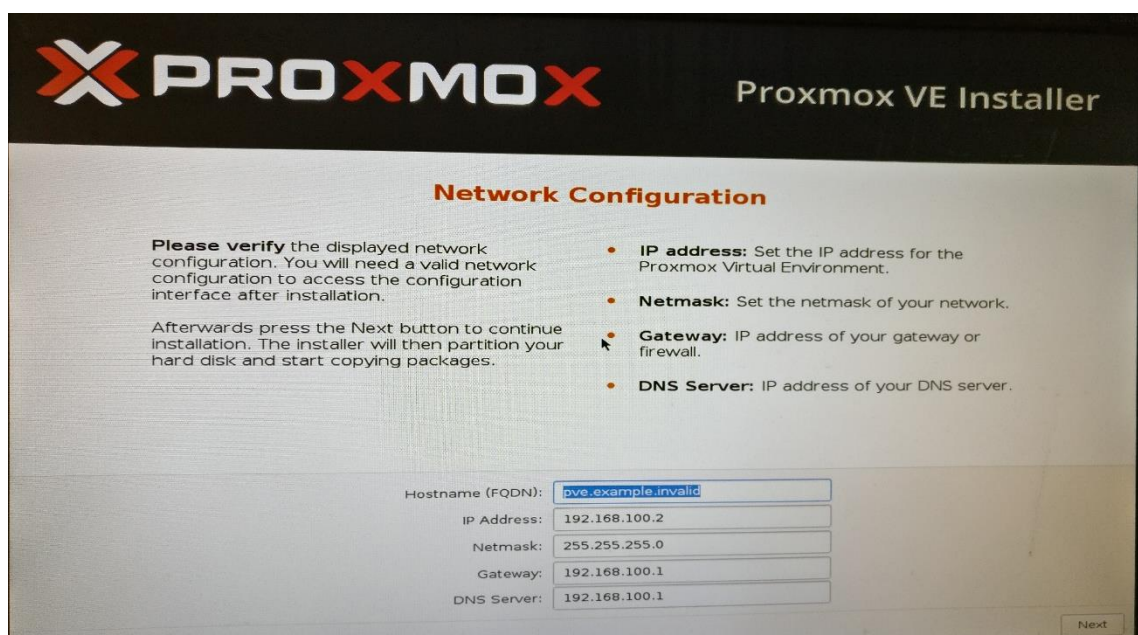 PROXMOX
Proxmox VE Installer
Network Configuration
Please verify the displayed network
configuration. You will need a valid network
configuration to access the configuration
interface after installation.
Afterwards press the Next button to continue
installation. The installer will then partition your
hard disk and start copying packages.
• IP address: Set the IP address for the
Proxmox Virtual Environment.
• Netmask: Set the netmask of your network.
• Gateway: IP address of your gateway or
firewall.
• DNS Server: IP address of your DNS server.
Hostname (FQDN): pve.example.invalid
IP Address: 192.168.100.2
Netmask: 255.255.255.0
Gateway: 192.168.100.1
DNS Server: 192.168.100.1
Next